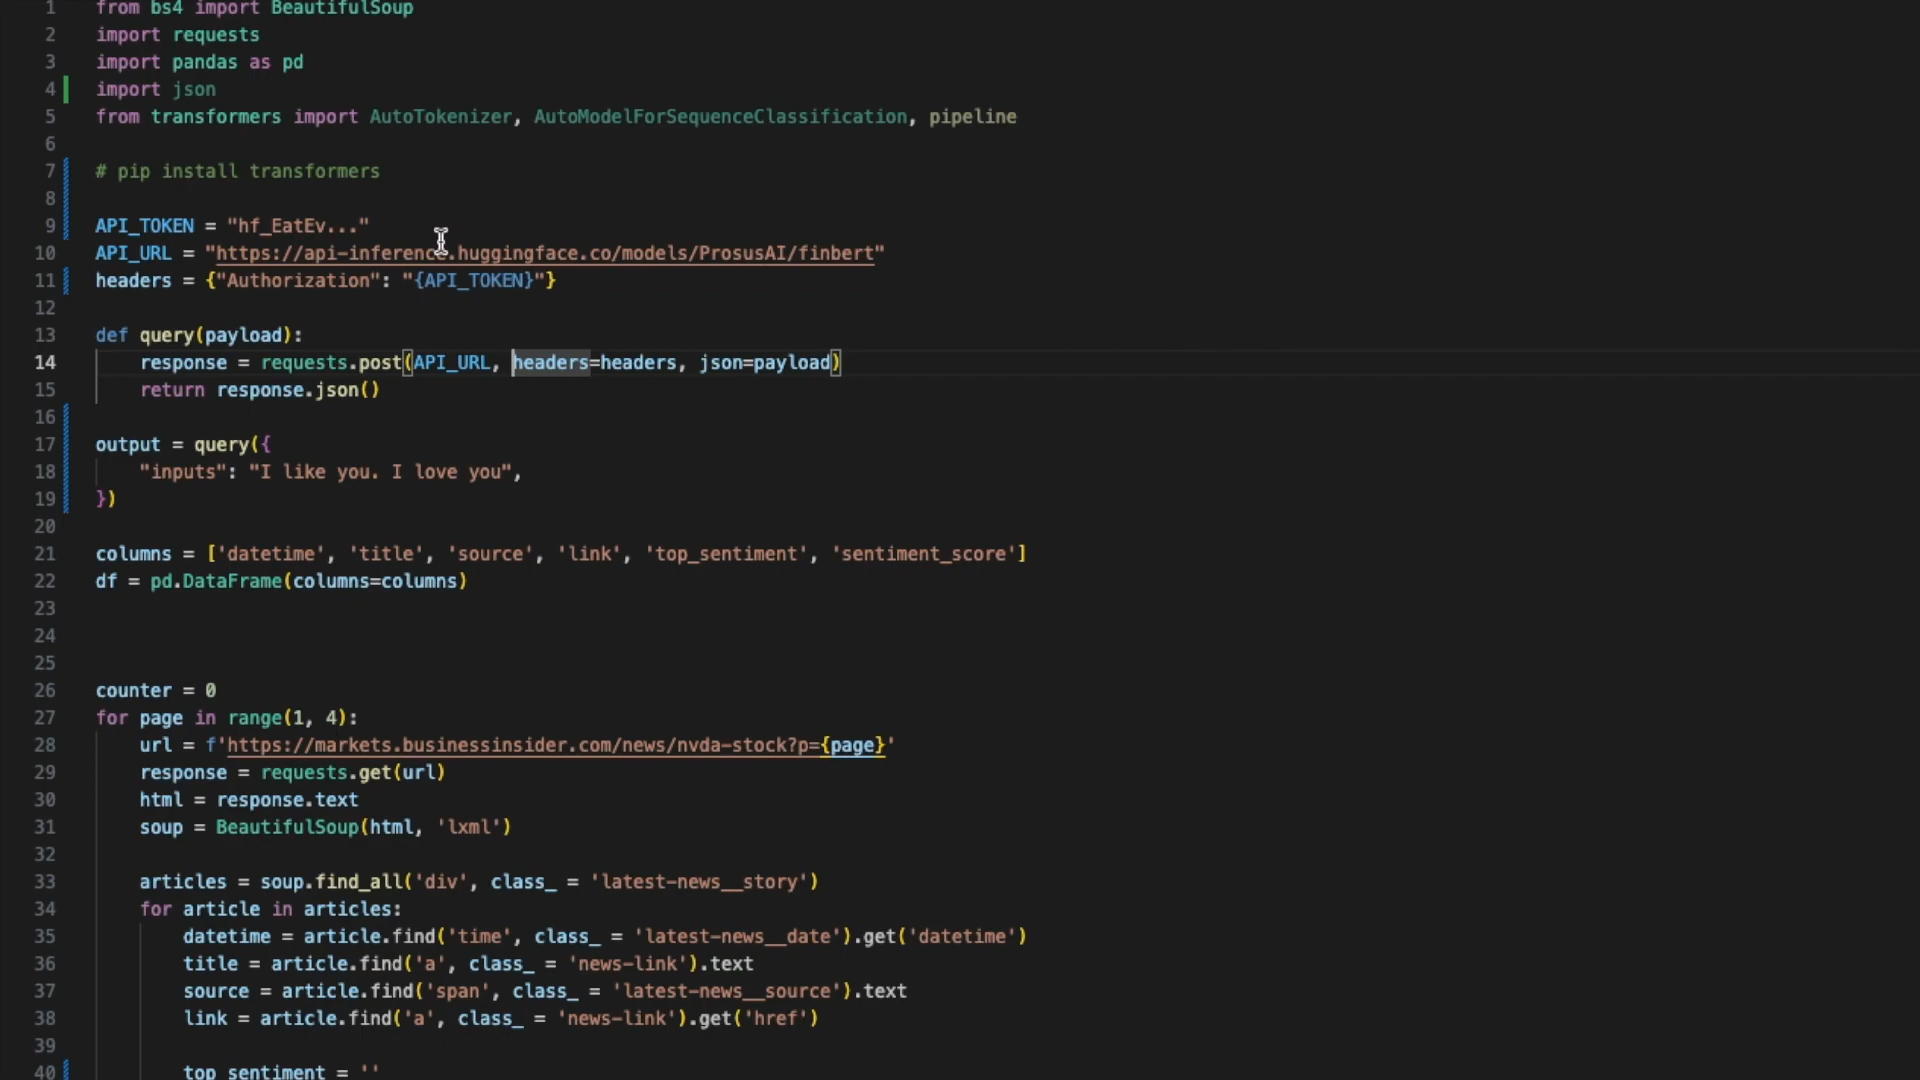 1 from bs4 import BeautifulSoup
2 import requests
3 import pandas as pd
4 import json
5 from transformers import AutoTokenizer, AutoModelForSequenceClassification, pipeline
6
7 # pip install transformers
8
9 API_TOKEN = "hf_EatEv..."
10 API_URL = "https://api-inference.huggingface.co/models/ProsusAI/finbert"
11 headers = {"Authorization": "{API_TOKEN}"}
12
13 def query(payload):
14     response = requests.post(API_URL, headers=headers, json=payload)
15     return response.json()
16
17 output = query({
18     "inputs": "I like you. I love you",
19 })
20
21 columns = ['datetime', 'title', 'source', 'link', 'top_sentiment', 'sentiment_score']
22 df = pd.DataFrame(columns=columns)
23
24
25
26 counter = 0
27 for page in range(1, 4):
28     url = f'https://markets.businessinsider.com/news/nvda-stock?p={page}'
29     response = requests.get(url)
30     html = response.text
31     soup = BeautifulSoup(html, 'lxml')
32
33     articles = soup.find_all('div', class_ = 'latest-news__story')
34     for article in articles:
35         datetime = article.find('time', class_ = 'latest-news__date').get('datetime')
36         title = article.find('a', class_ = 'news-link').text
37         source = article.find('span', class_ = 'latest-news__source').text
38         link = article.find('a', class_ = 'news-link').get('href')
39
40         top_sentiment = ''